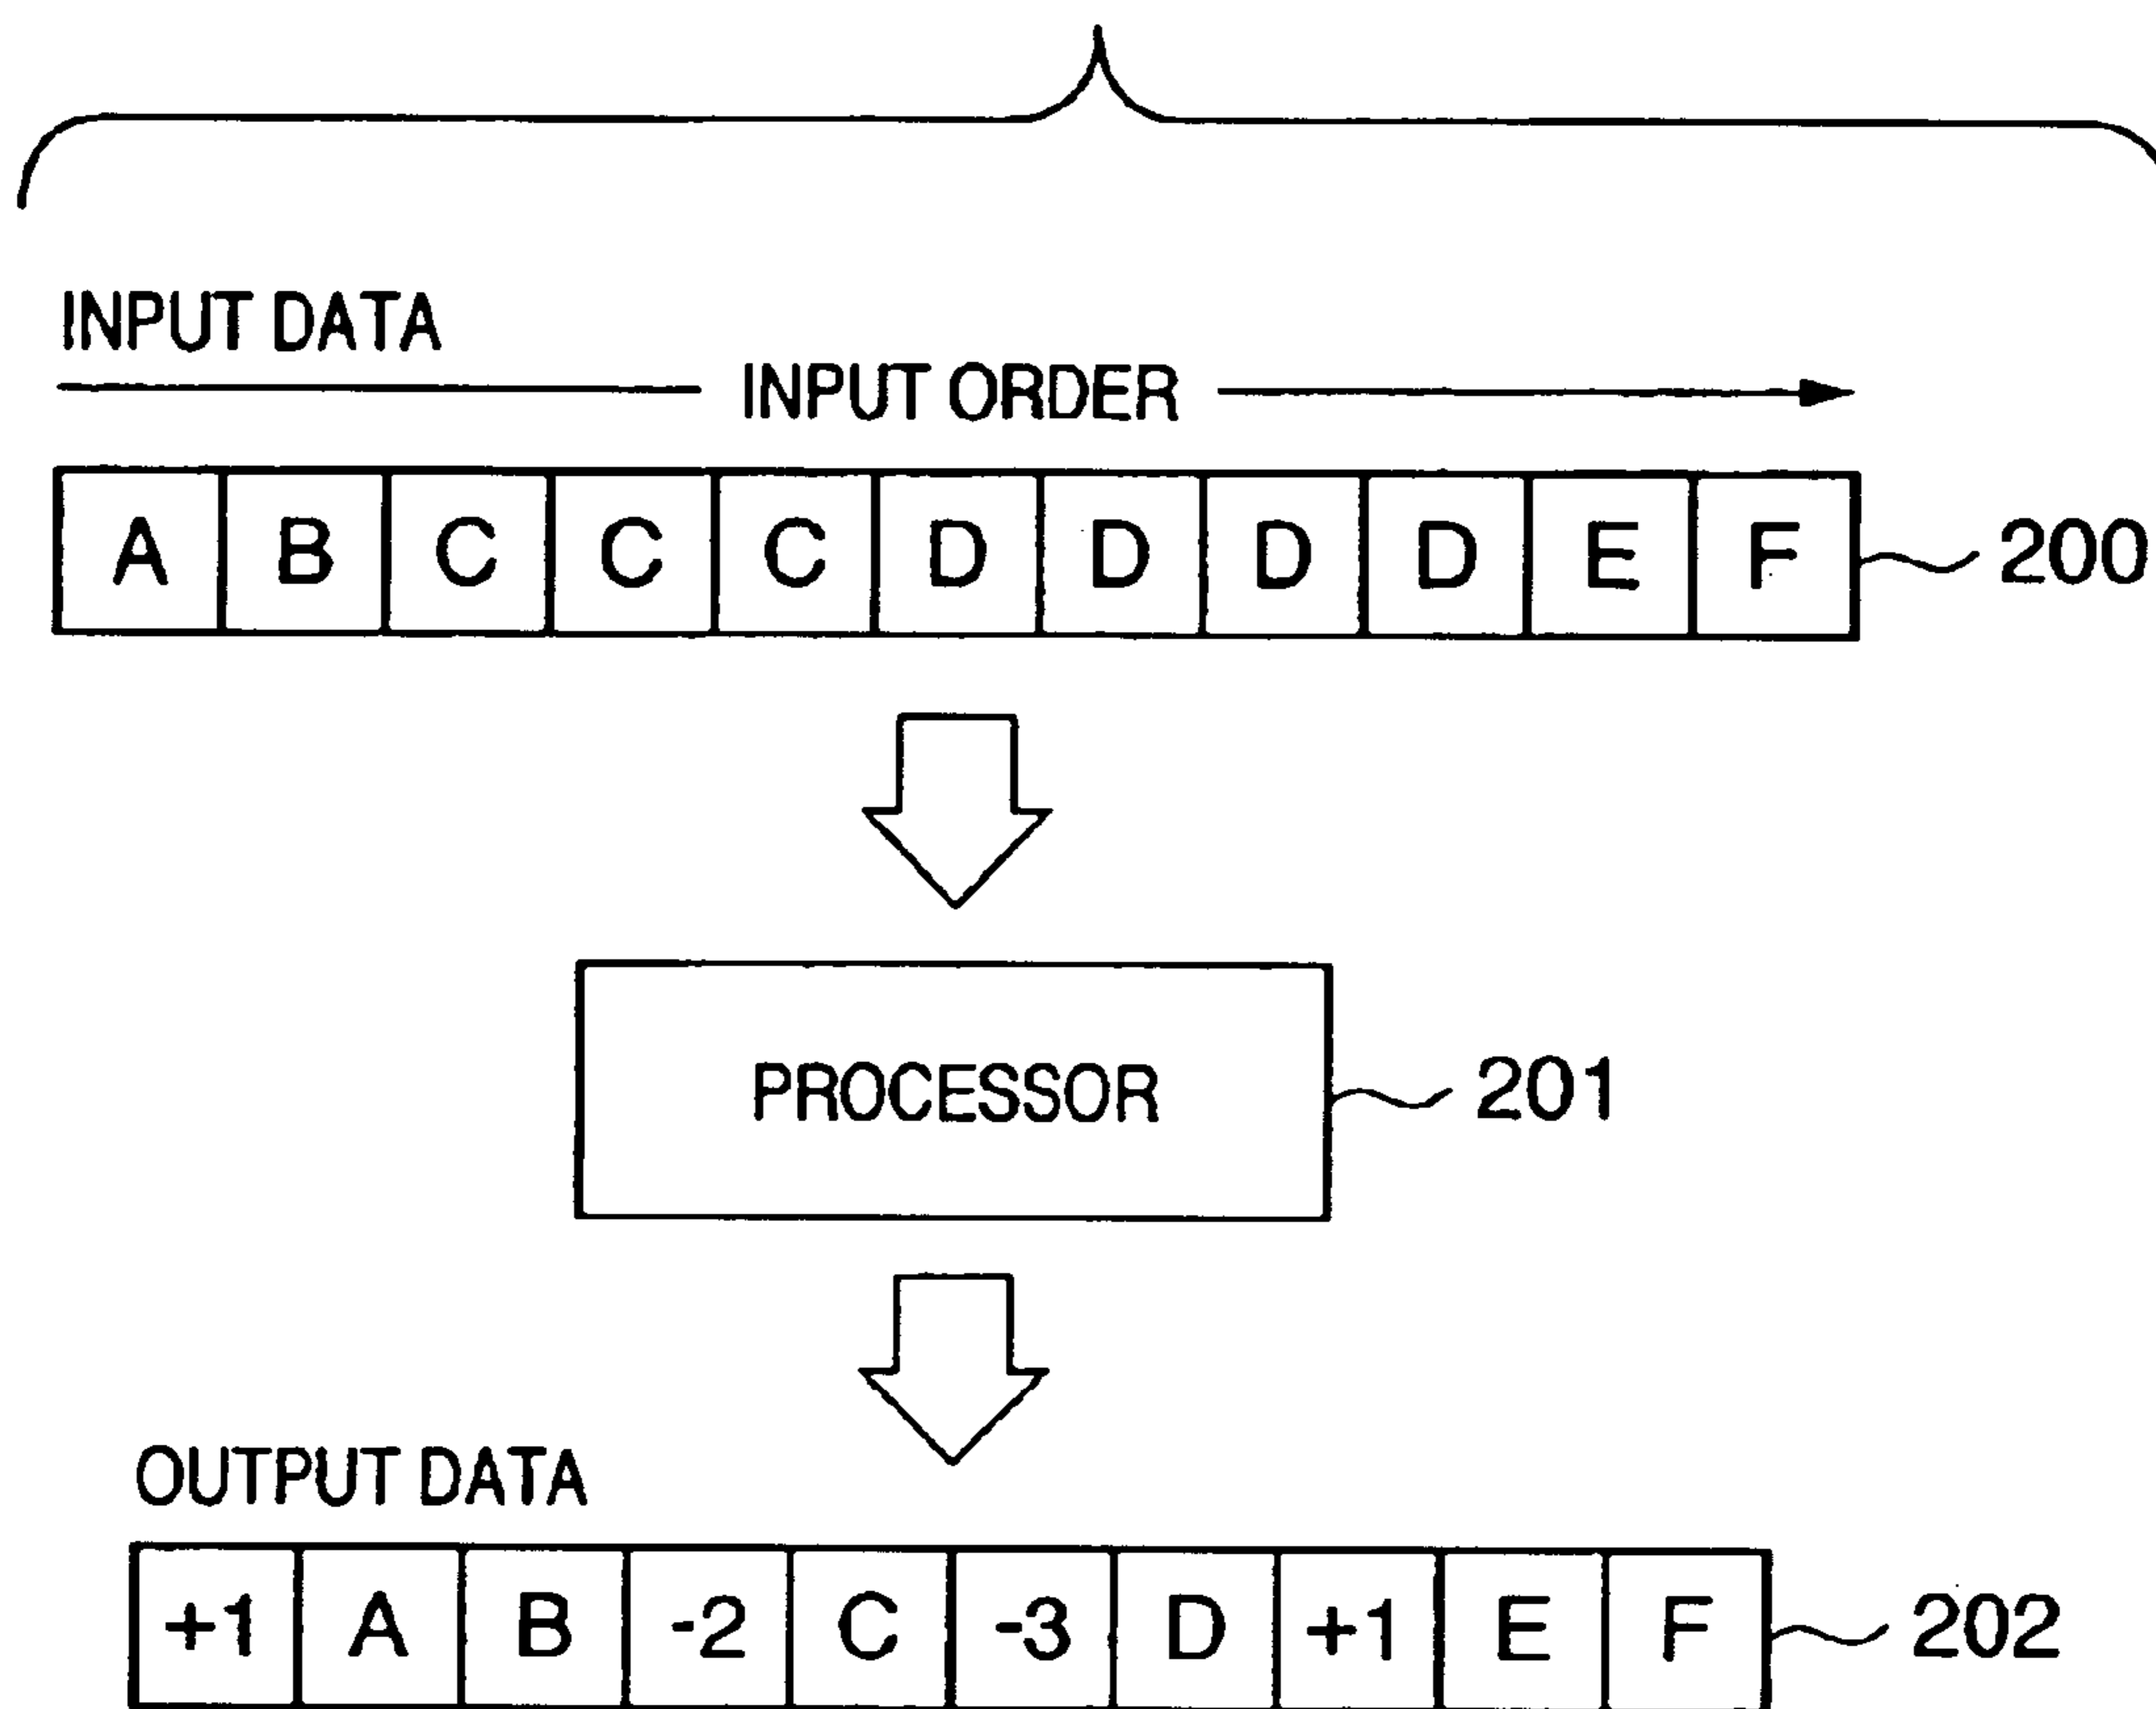 INPUT DATA
INPUT ORDER
A B C C C D D D D E F 200
PROCESSOR 201
OUTPUT DATA
+1 A B -2 C -3 D +1 E F 202